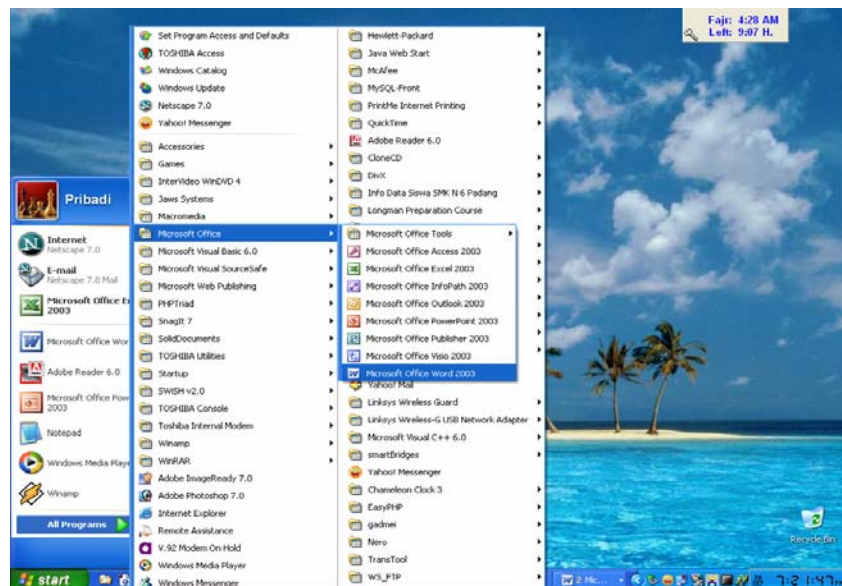 Fajr: 4:28 AM
Left: 9:07 H.
Pribadi
Internet
Netscape 7.0
E-mail
Netscape 7.0 Mail
Microsoft Office E
2003
Microsoft Office Wor
Adobe Reader 6.0
Microsoft Office Pow
2003
Notepad
Windows Media Playe
Winamp
All Programs
start
Set Program Access and Defaults
TOSHIBA Access
Windows Catalog
Windows Update
Netscape 7.0
Yahoo! Messenger
Accessories
Games
InterVideo WinDVD 4
Jaws Systems
Macromedia
Microsoft Office
Microsoft Visual Basic 6.0
Microsoft Visual SourceSafe
Microsoft Web Publishing
PHPTriad
SnagIt 7
SolidDocuments
TOSHIBA Utilities
Startup
SWiSH v2.0
TOSHIBA Console
Toshiba Internal Modem
Winamp
WinRAR
Adobe ImageReady 7.0
Adobe Photoshop 7.0
Internet Explorer
Remote Assistance
V.92 Modem On Hold
Windows Media Player
Windows Messenger
Hewlett-Packard
Java Web Start
McAfee
MySQL-Front
PrintMe Internet Printing
QuickTime
Adobe Reader 6.0
CloneCD
DivX
Info Data Siswa SMK N 6 Padang
Longman Preparation Course
Microsoft Office Tools
Microsoft Office Access 2003
Microsoft Office Excel 2003
Microsoft Office InfoPath 2003
Microsoft Office Outlook 2003
Microsoft Office PowerPoint 2003
Microsoft Office Publisher 2003
Microsoft Office Visio 2003
Microsoft Office Word 2003
Yahoo! Mail
Linksys Wireless Guard
Linksys Wireless-G USB Network Adapter
Microsoft Visual C++ 6.0
smartBridges
Yahoo! Messenger
Chameleon Clock 3
EasyPHP
gadmei
Nero
TransTool
WS_FTP
Recycle Bin
2 Mic...